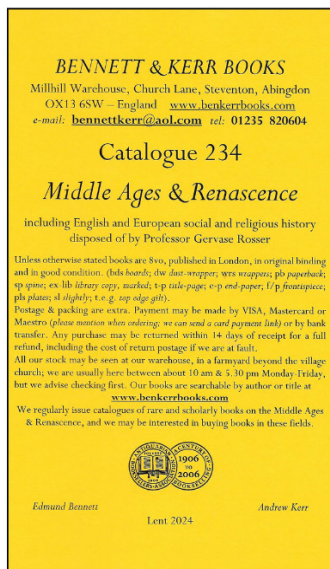 BENNETT & KERR BOOKS
Millhill Warehouse, Church Lane, Steventon, Abingdon
OX13 6SW – England www.benkerrbooks.com
e-mail: bennettkerr@aol.com tel: 01235 820604
Catalogue 234
Middle Ages & Renascence
including English and European social and religious history
disposed of by Professor Gervase Rosser
Unless otherwise stated books are 8vo, published in London, in original binding
and in good condition. (bds boards; dw dust-wrapper; wrs wrappers; pb paperback;
sp spine; ex-lib library copy, marked; t-p title-page; e-p end-paper; f/p frontispiece;
pls plates; sl slightly; t.e.g. top edge gilt).
Postage & packing are extra. Payment may be made by VISA, Mastercard or
Maestro (please mention when ordering; we can send a card payment link) or by bank
transfer. Any purchase may be returned within 14 days of receipt for a full
refund, including the cost of return postage if we are at fault.
All our stock may be seen at our warehouse, in a farmyard beyond the village
church; we are usually here between about 10 am & 5.30 pm Monday-Friday,
but we advise checking first. Our books are searchable by author or title at
www.benkerrbooks.com
We regularly issue catalogues of rare and scholarly books on the Middle Ages
& Renascence, and we may be interested in buying books in these fields.
ANTIQUARIAN BOOKSELLERS ASSOCIATION
A CENTURY OF BOOKSELLING
1906
TO
2006
Edmund Bennett Andrew Kerr
Lent 2024